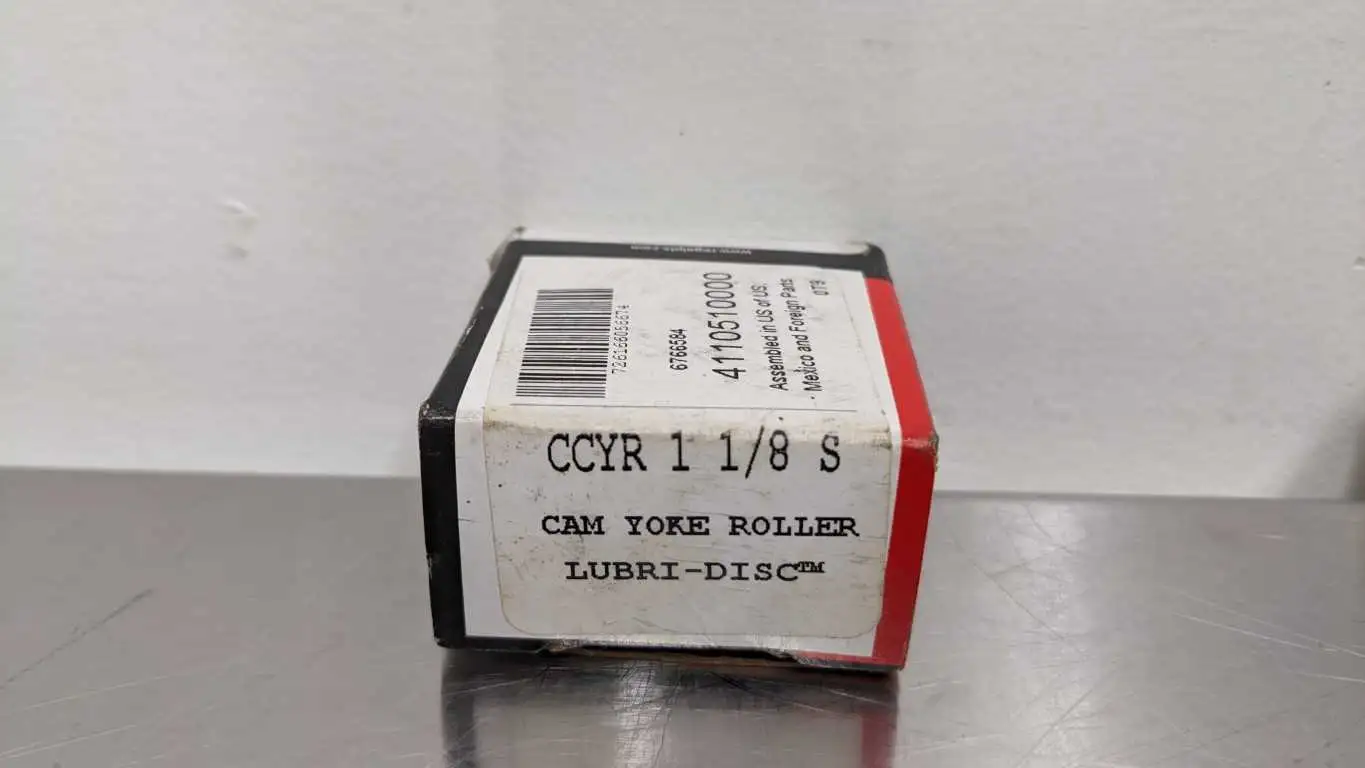 CCYR 1 1/8 S
CAM YOKE ROLLER
LUBRI-DISC™
726166056674
6766584
4110510000
Assembled in US of US,
Mexico and Foreign Parts